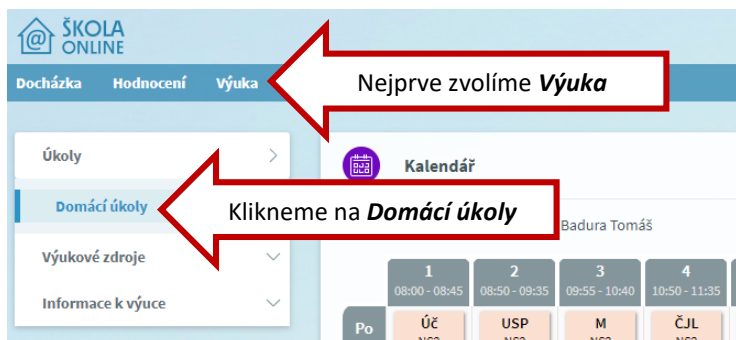 ŠKOLA
ONLINE
Docházka Hodnocení Výuka
Nejprve zvolíme Výuka
Úkoly
Kalendář
Domácí úkoly
Klikneme na Domácí úkoly
Badura Tomáš
Výukové zdroje
1 2 3 4
08:00 - 08:45 08:50 - 09:35 09:55 - 10:40 10:50 - 11:35
Informace k výuce
Po Úč USP M ČJL